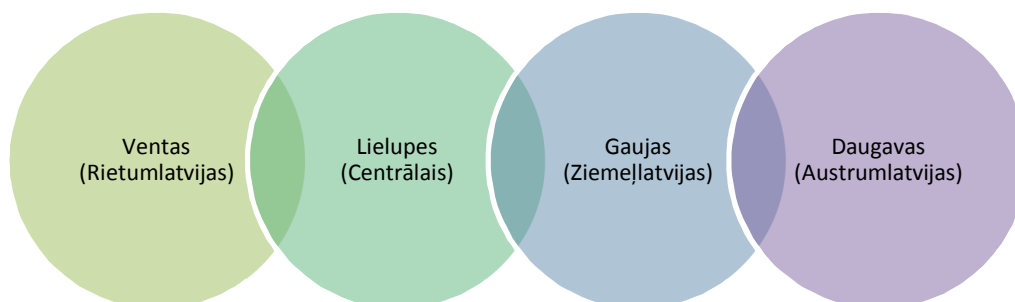 Ventas
(Rietumlatvijas)
Lielupes
(Centrālais)
Gaujas
(Ziemeļlatvijas)
Daugavas
(Austrumlatvijas)